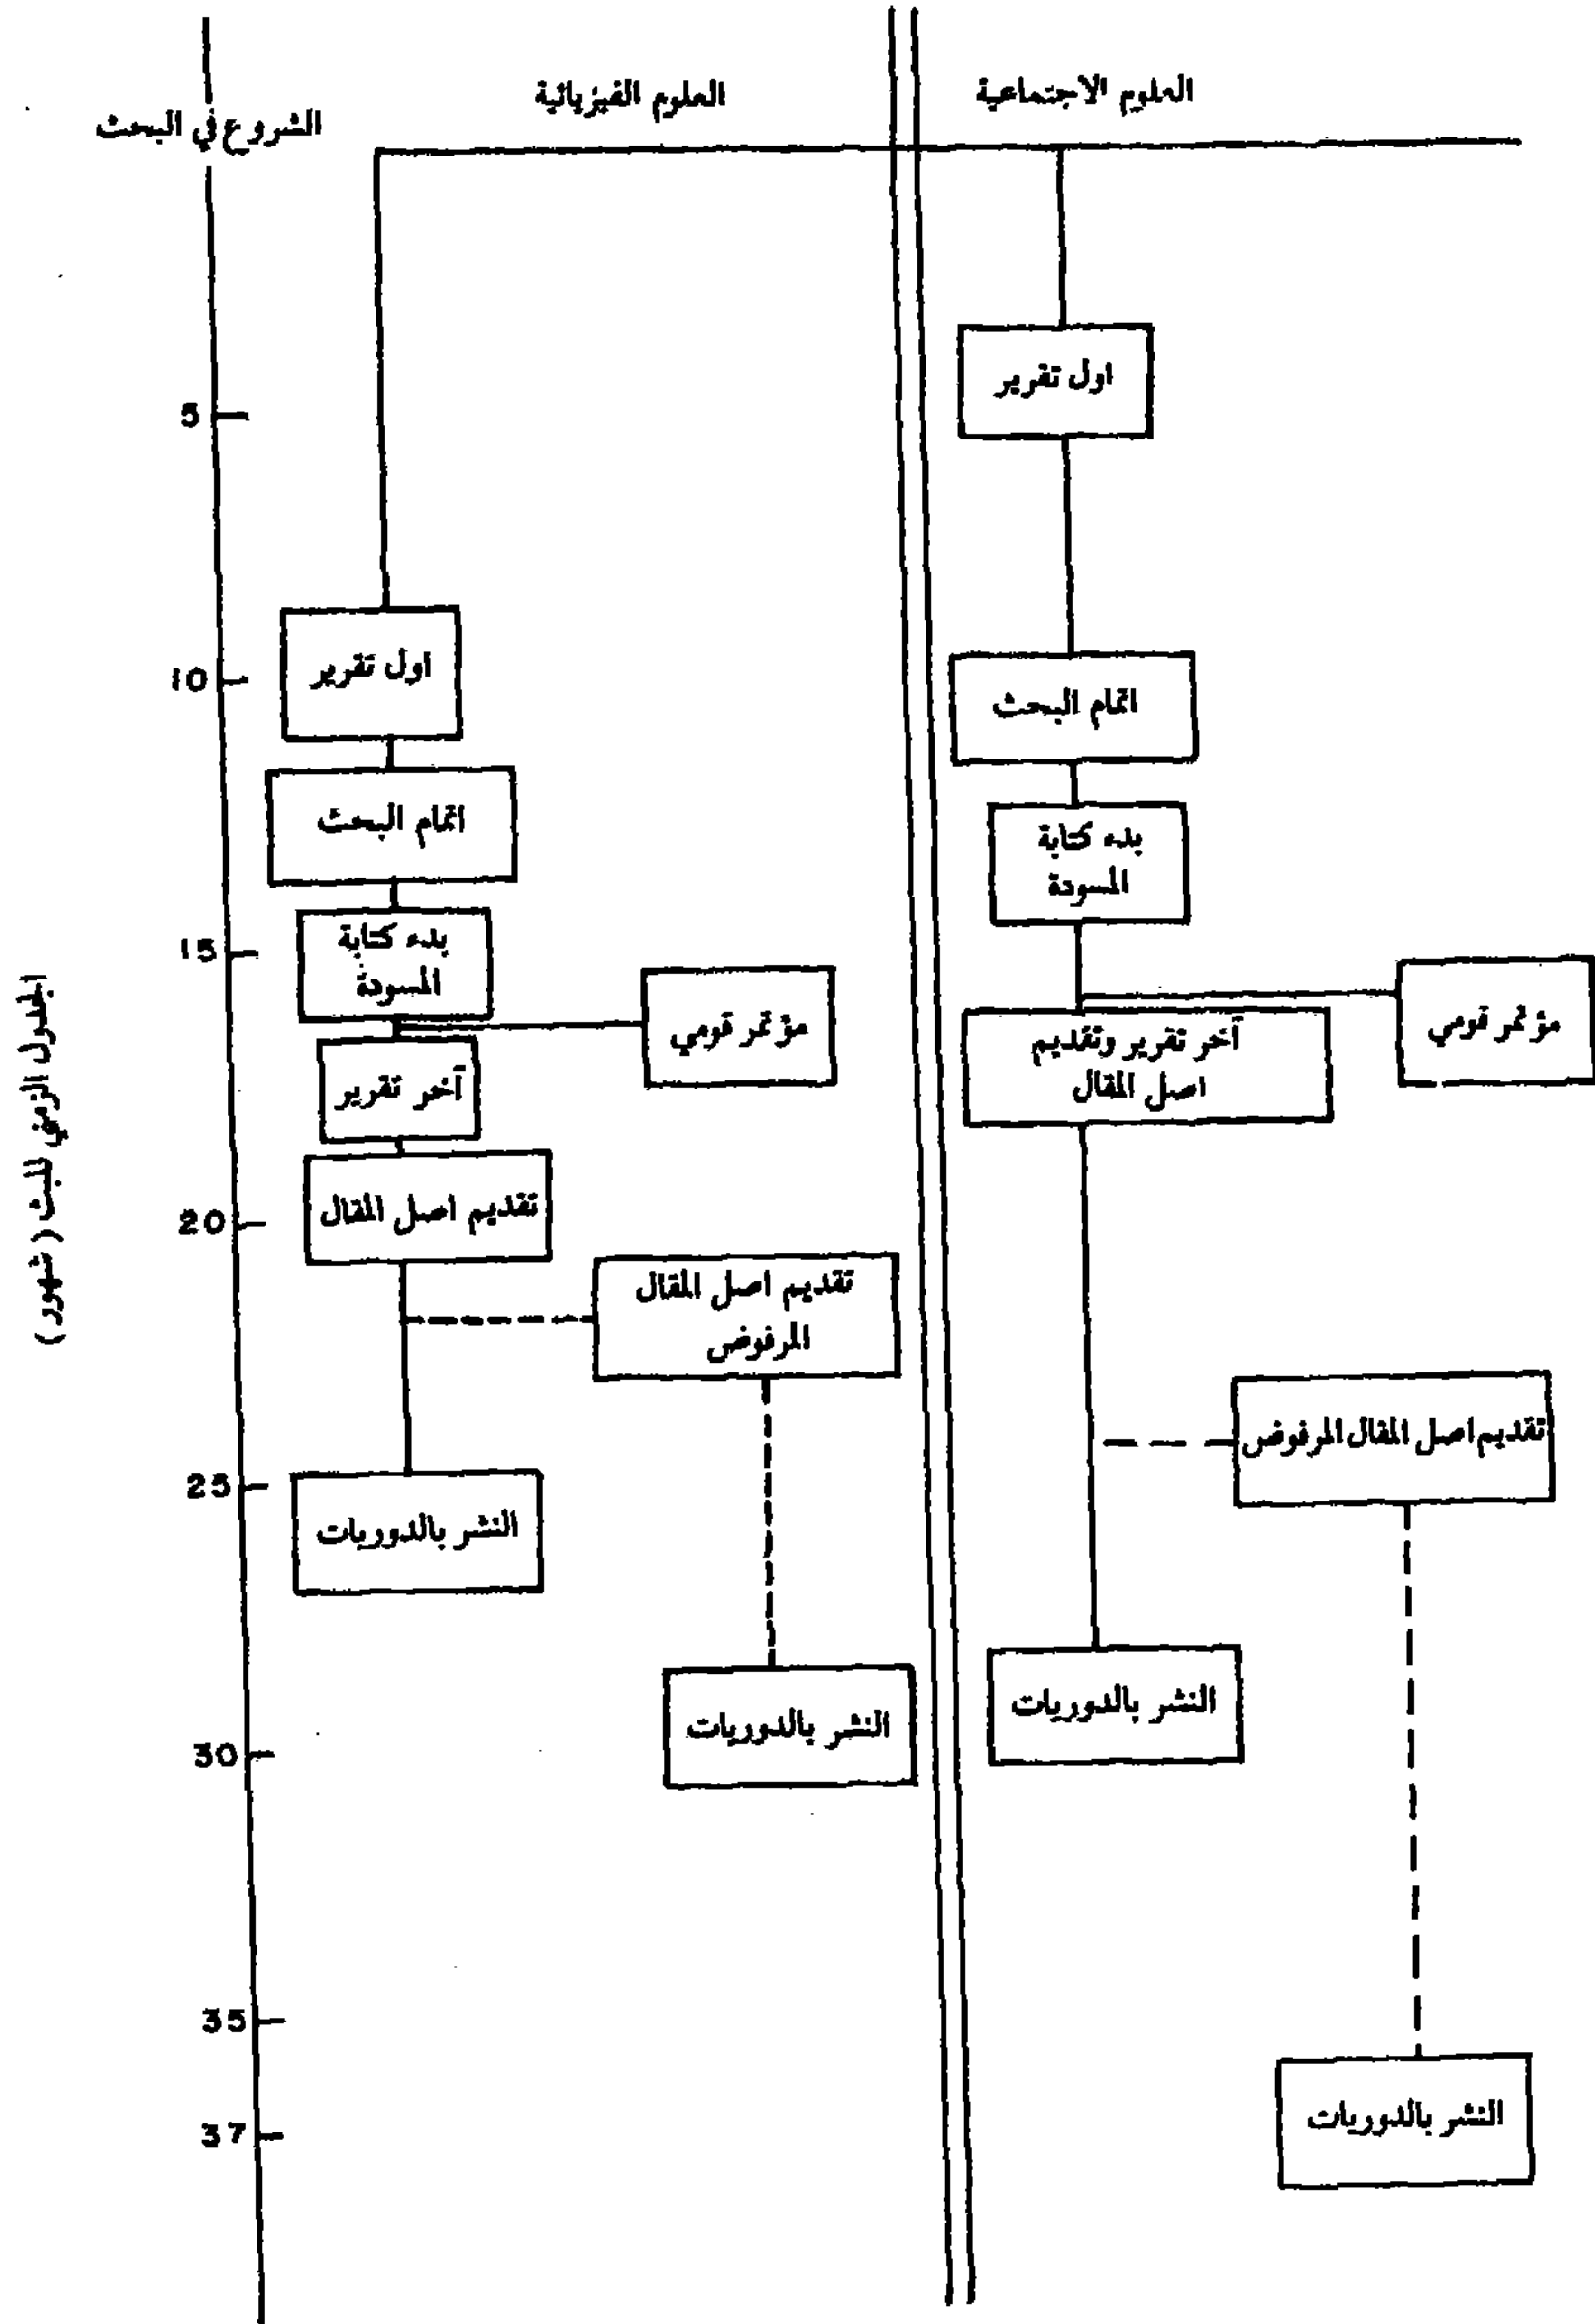 العلوم الاجتماعية
العلوم الفيزيائية
الشروع في البحث
اول تقرير
اتمام البحث
بدء كتابة
المسودة
مؤتمر قومي
آخر تقرير وتقديم
اصل المقال
تقديم اصل المقال المرفوض
النشر بالدوريات
النشر بالدوريات
اول تقرير
اتمام البحث
بدء كتابة
المسودة
مؤتمر قومي
آخر تقرير
تقديم اصل المقال
تقديم اصل المقال
المرفوض
النشر بالدوريات
النشر بالدوريات
5
10
15
20
25
30
35
37
الجدول الزمني للبث (شهور)